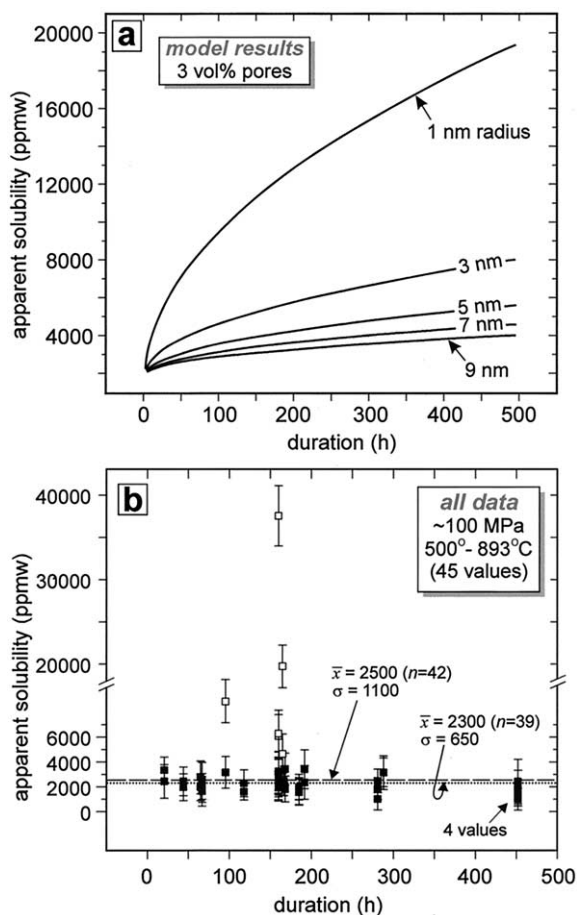 a
model results
3 vol% pores
apparent solubility (ppmw)
20000
16000
12000
8000
4000
1 nm radius
3 nm
5 nm
7 nm
9 nm
0
100
200
300
400
500
duration (h)
b
all data
~100 MPa
500°- 893°C
(45 values)
apparent solubility (ppmw)
40000
20000
6000
4000
2000
0
x̅ = 2500 (n=42)
σ = 1100
x̅ = 2300 (n=39)
σ = 650
4 values
0
100
200
300
400
500
duration (h)